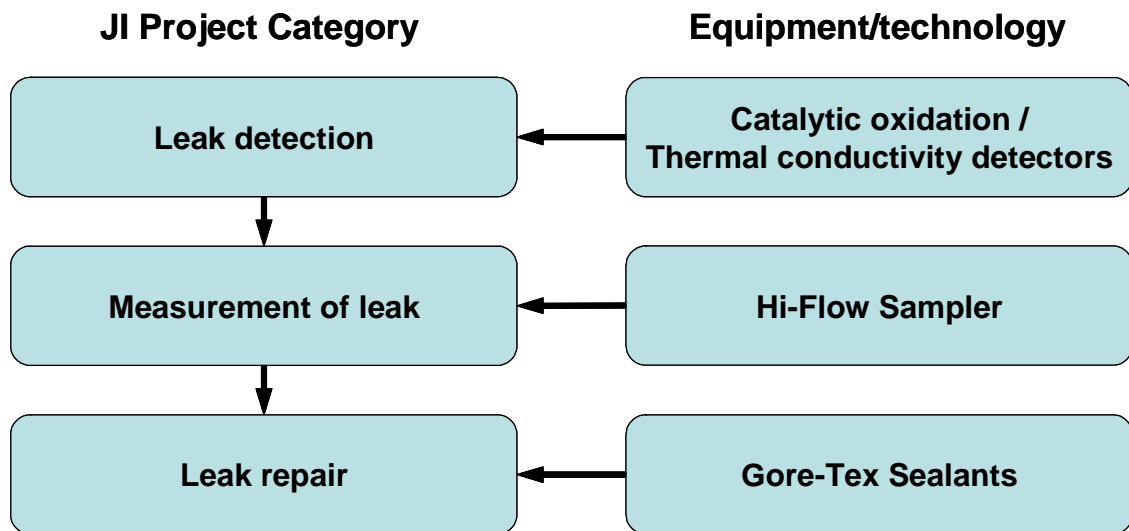 JI Project Category
Equipment/technology
Leak detection
Catalytic oxidation /
Thermal conductivity detectors
Measurement of leak
Hi-Flow Sampler
Leak repair
Gore-Tex Sealants